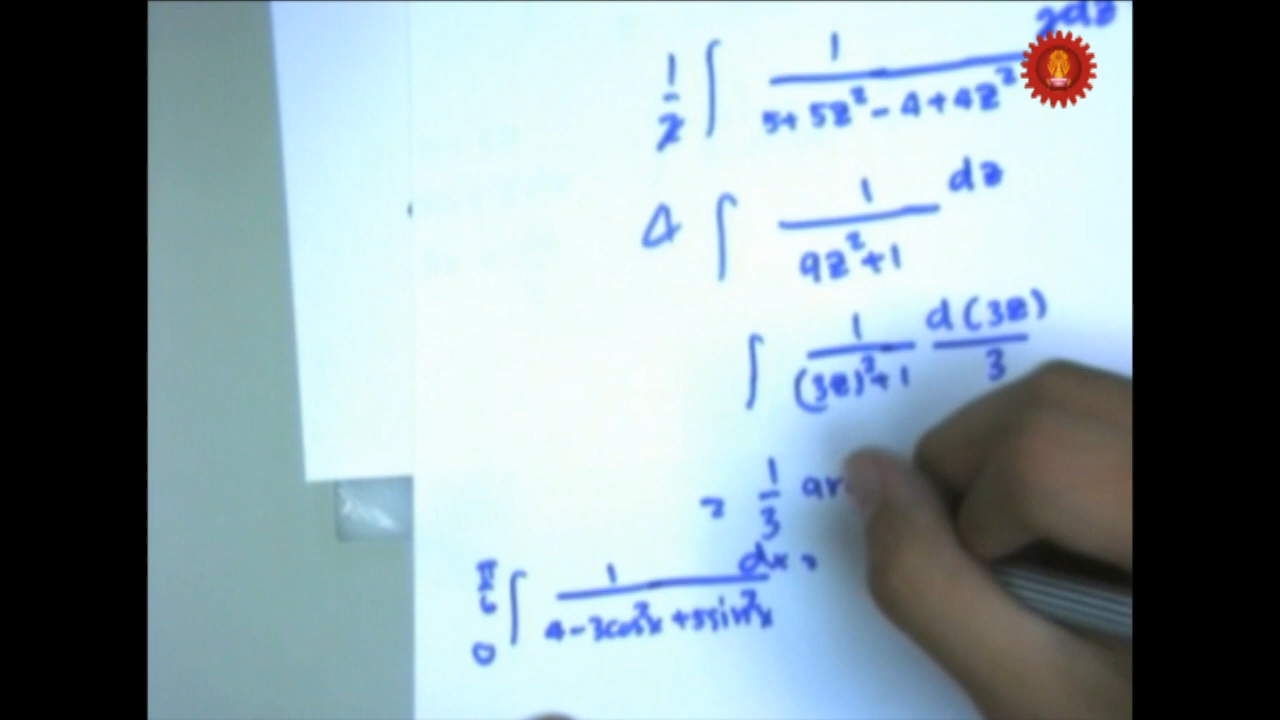 1/2 ∫ 1/(5+5z²-4+4z²) 2dz
4 ∫ 1/(9z²+1) dz
∫ 1/((3z)²+1) d(3z)/3
= 1/3 ar
π/6 ∫ 0 1/(4-3cos²x+5sin²x) dx =